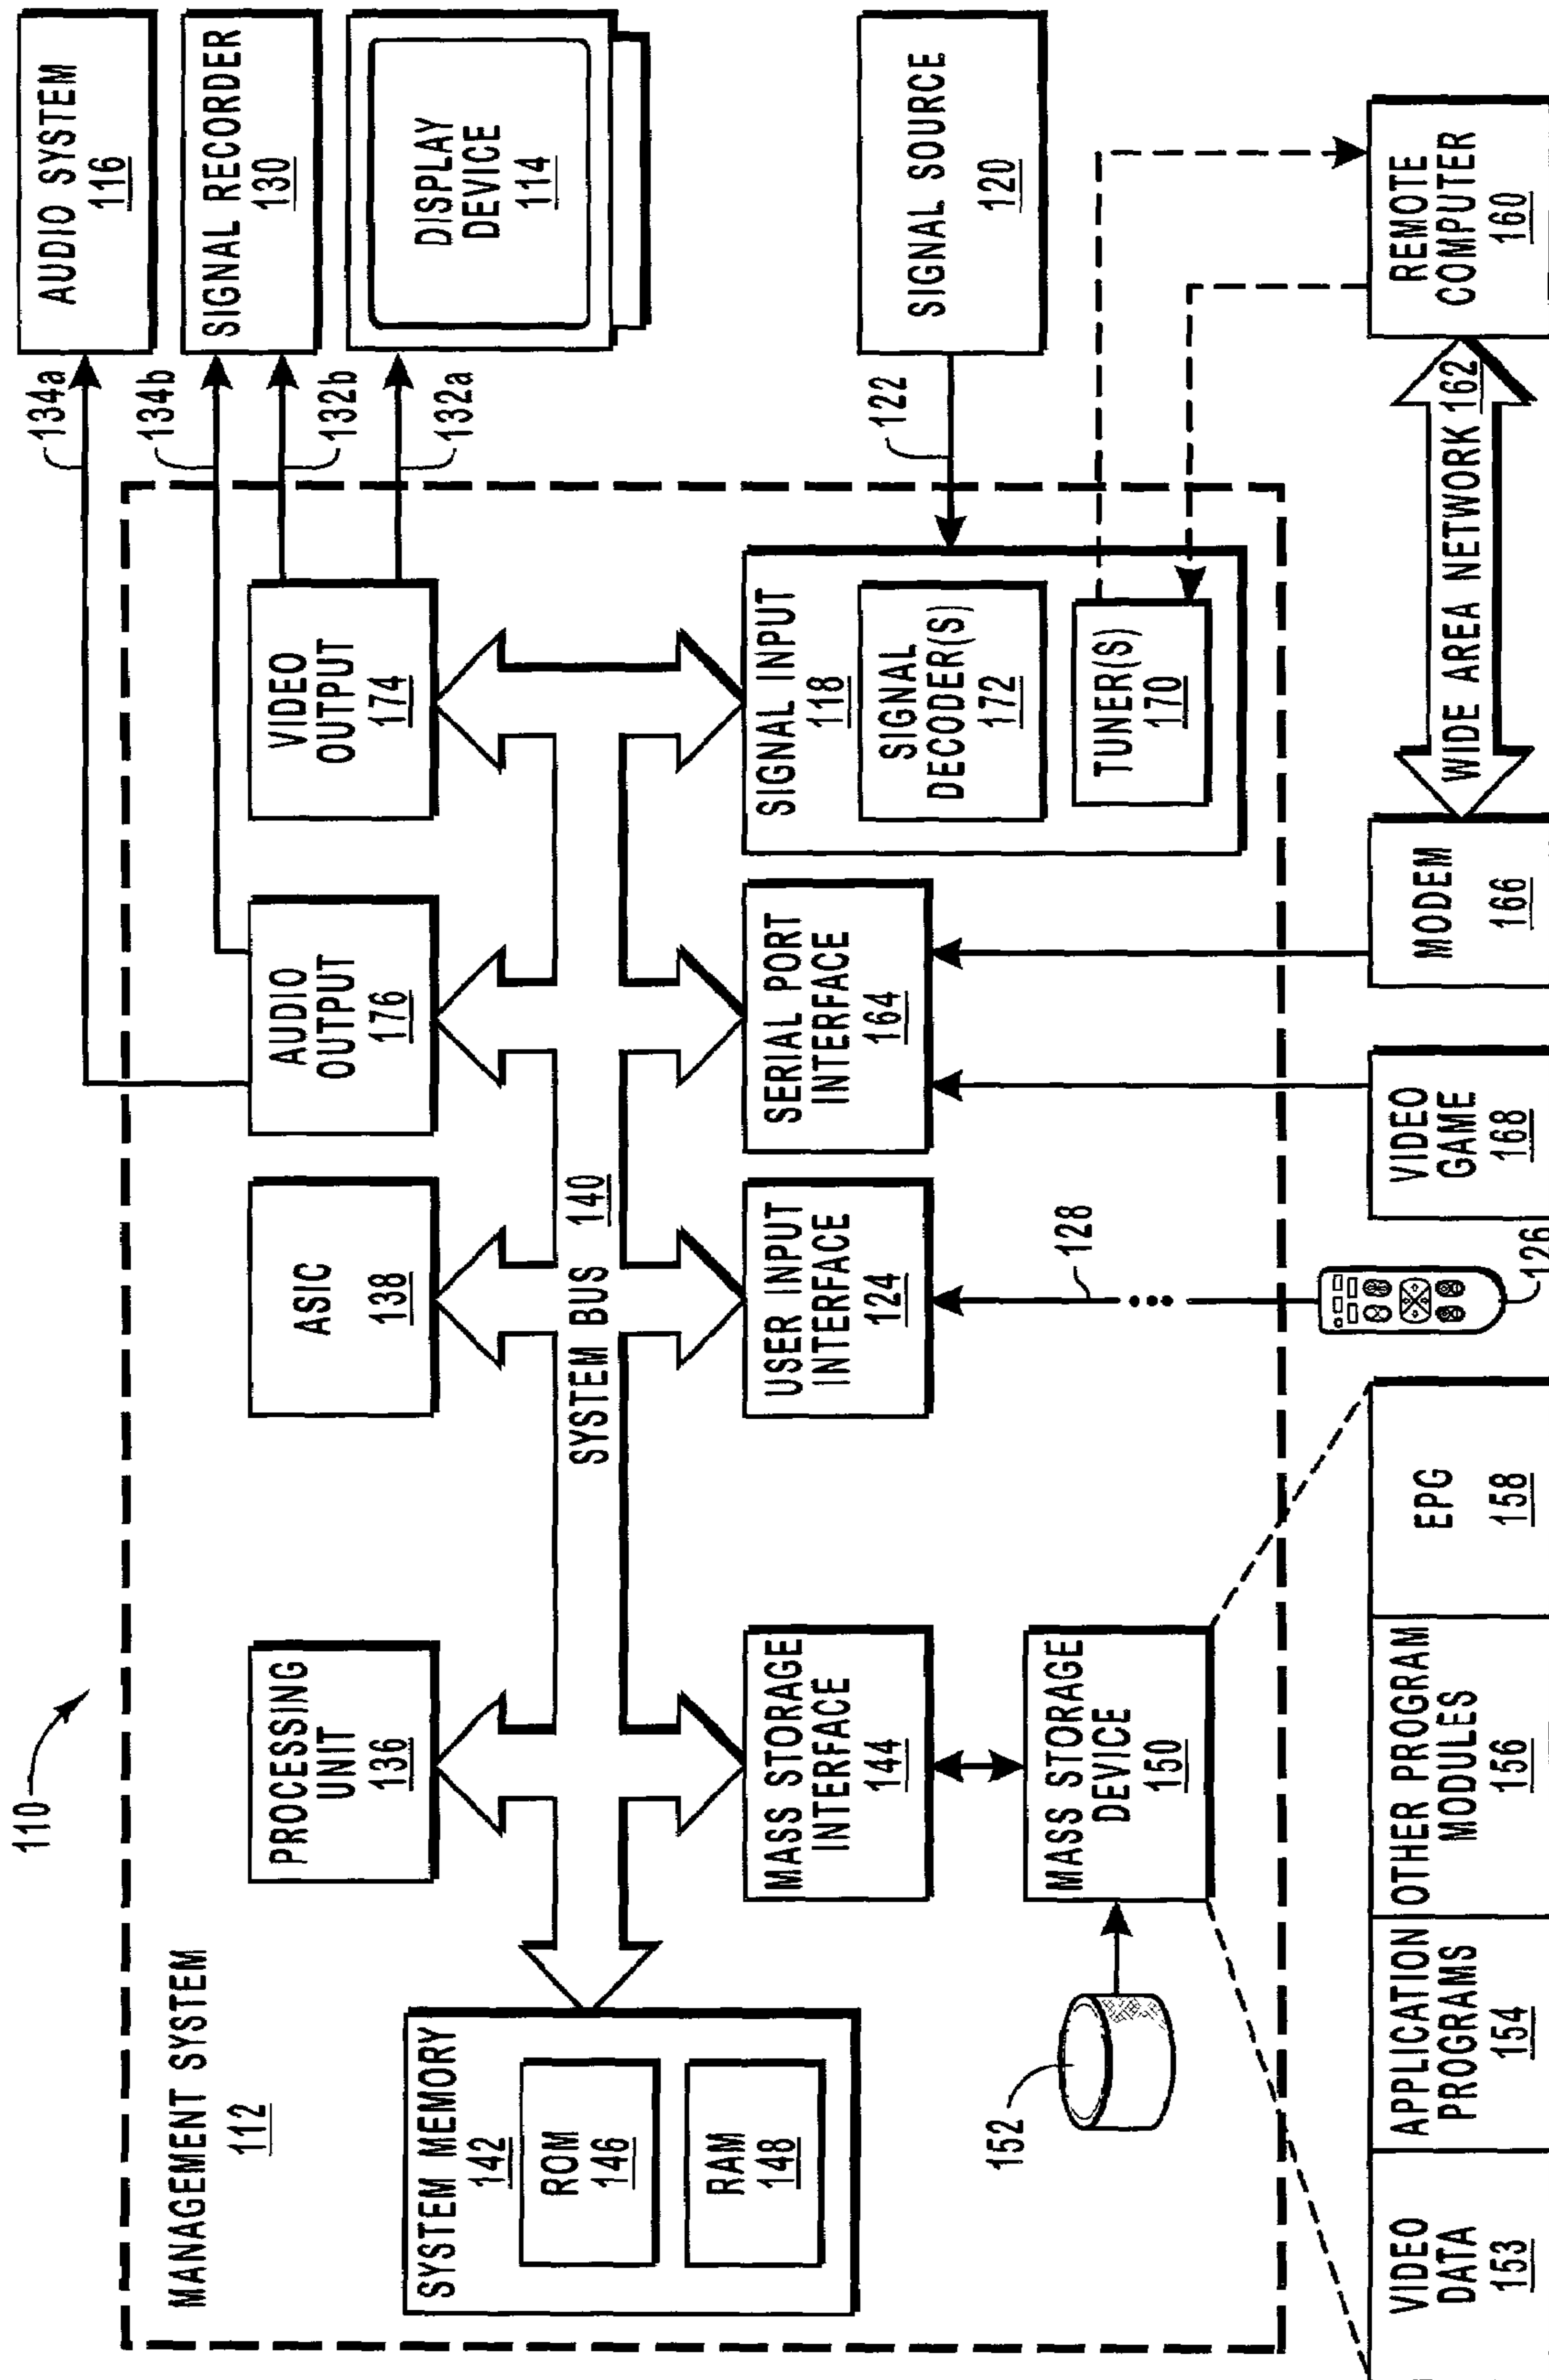 110
MANAGEMENT SYSTEM
112
134a
AUDIO SYSTEM
116
134b
SIGNAL RECORDER
130
132b
132a
DISPLAY
DEVICE
114
PROCESSING
UNIT
136
ASIC
138
AUDIO
OUTPUT
176
VIDEO
OUTPUT
174
SYSTEM MEMORY
142
ROM
146
RAM
148
SYSTEM BUS 140
MASS STORAGE
INTERFACE
144
USER INPUT
INTERFACE
124
SERIAL PORT
INTERFACE
164
SIGNAL INPUT
118
SIGNAL
DECODER(S)
172
TUNER(S)
170
122
SIGNAL SOURCE
120
152
MASS STORAGE
DEVICE
150
128
126
VIDEO
DATA
153
APPLICATION
PROGRAMS
154
OTHER PROGRAM
MODULES
156
EPG
158
VIDEO
GAME
168
MODEM
166
WIDE AREA NETWORK 162
REMOTE
COMPUTER
160